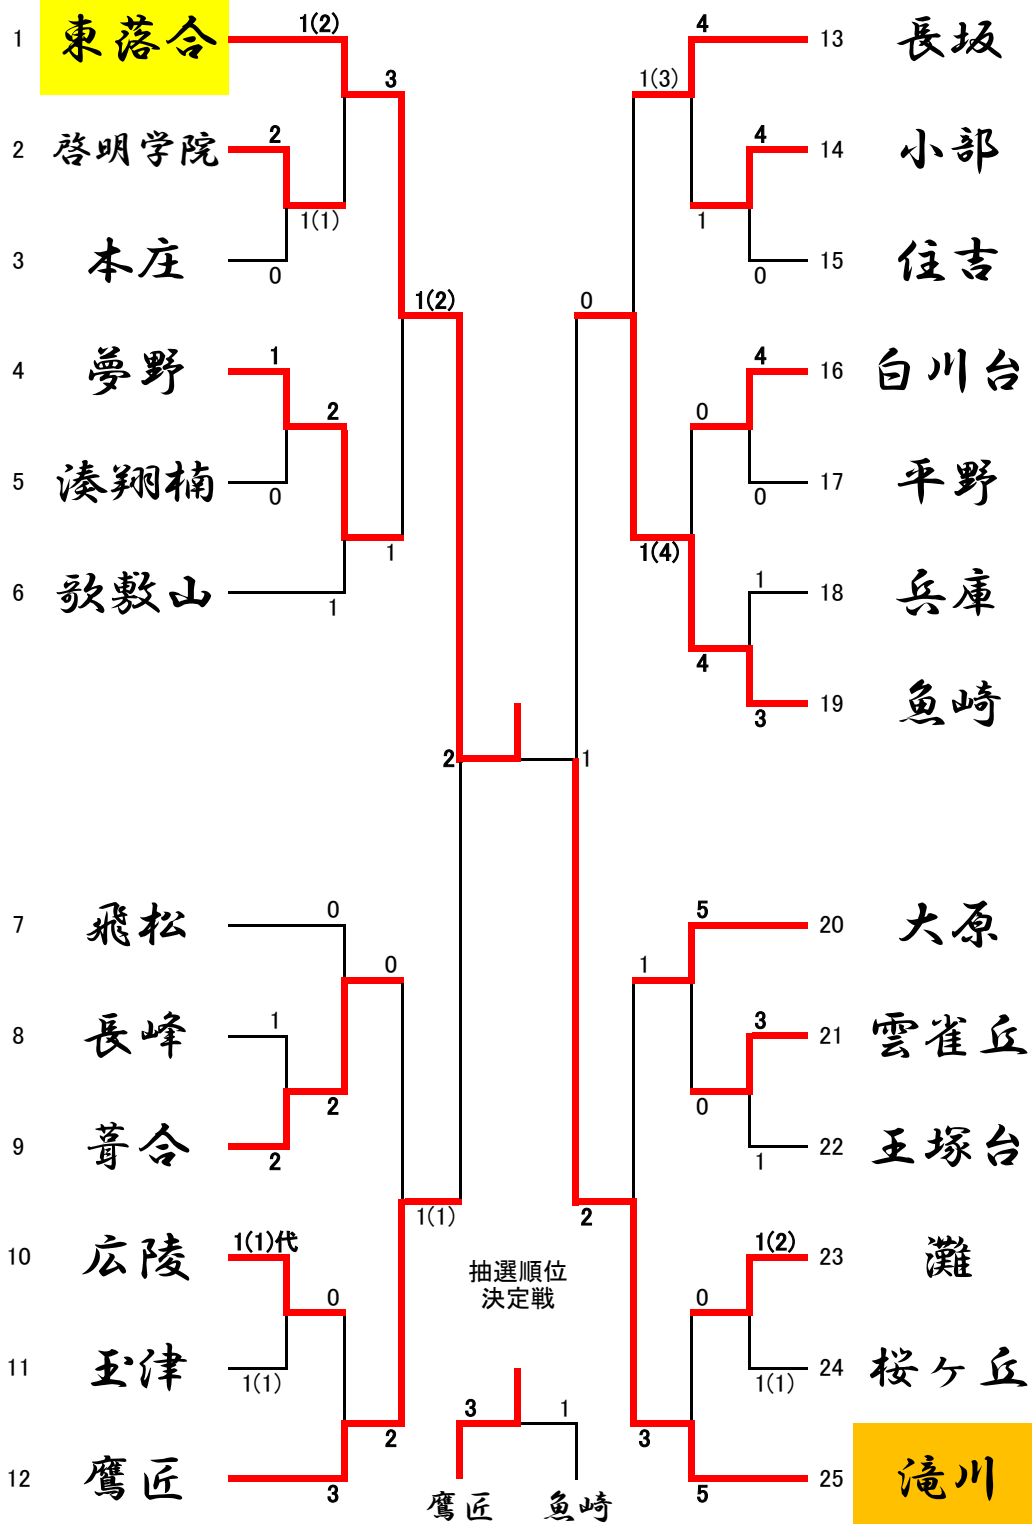 1 東落合 1(2)
3
2 啓明学院 2
1(1)
3 本庄 0
1(2)
4 夢野 1
2
5 湊翔楠 0
1
6 歌敷山 1
2
7 飛松 0
0
8 長峰 1
2
9 葺合 2
1(1)
10 広陵 1(1)代
0
11 玉津 1(1)
2
12 鷹匠 3
4 13 長坂
1(3)
4 14 小部
1
0 15 住吉
0
4 16 白川台
0
0 17 平野
1(4)
1 18 兵庫
4
3 19 魚崎
1
5 20 大原
1
3 21 雲雀丘
0
1 22 王塚台
2
1(2) 23 灘
0
1(1) 24 桜ヶ丘
3
5 25 滝川
抽選順位
決定戦
3 1
鷹匠 魚崎